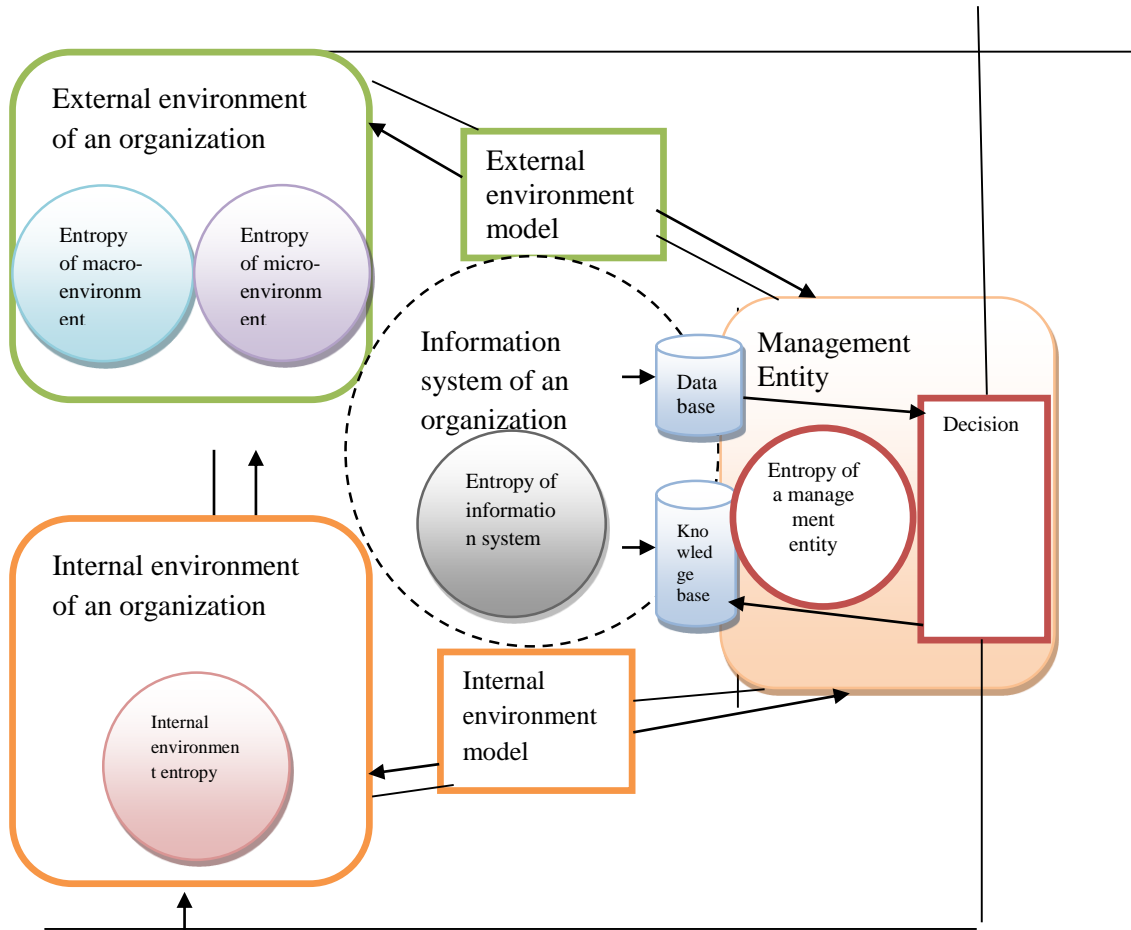 External environment
of an organization
Entropy
of macro-
environm
ent
Entropy
of micro-
environm
ent
External
environment
model
Information
system of an
organization
Entropy of
informatio
n system
Data
base
Kno
wled
ge
base
Management
Entity
Decision
Entropy of
a manage
ment
entity
Internal environment
of an organization
Internal
environmen
t entropy
Internal
environment
model